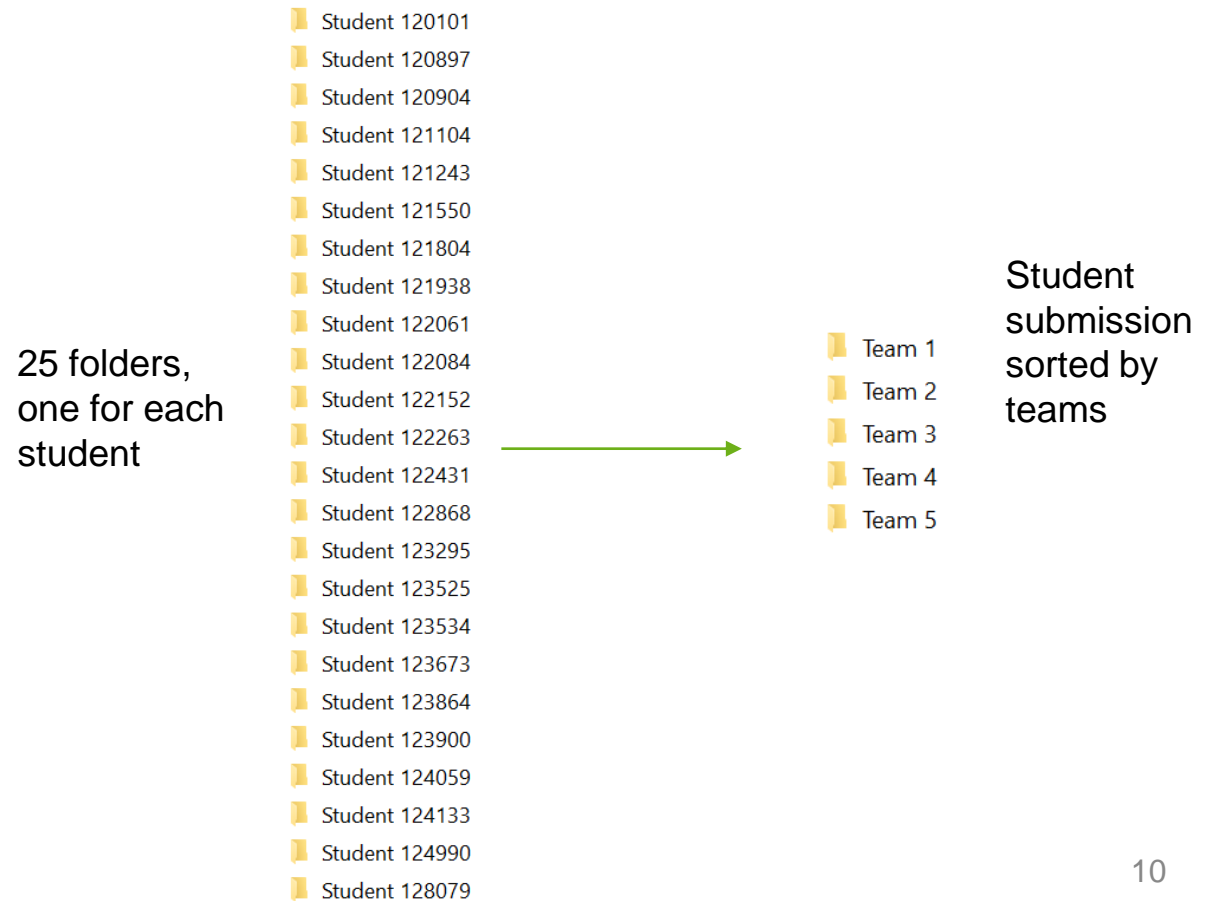 25 folders,
one for each
student
Student 120101
Student 120897
Student 120904
Student 121104
Student 121243
Student 121550
Student 121804
Student 121938
Student 122061
Student 122084
Student 122152
Student 122263
Student 122431
Student 122868
Student 123295
Student 123525
Student 123534
Student 123673
Student 123864
Student 123900
Student 124059
Student 124133
Student 124990
Student 128079
Team 1
Team 2
Team 3
Team 4
Team 5
Student
submission
sorted by
teams
10